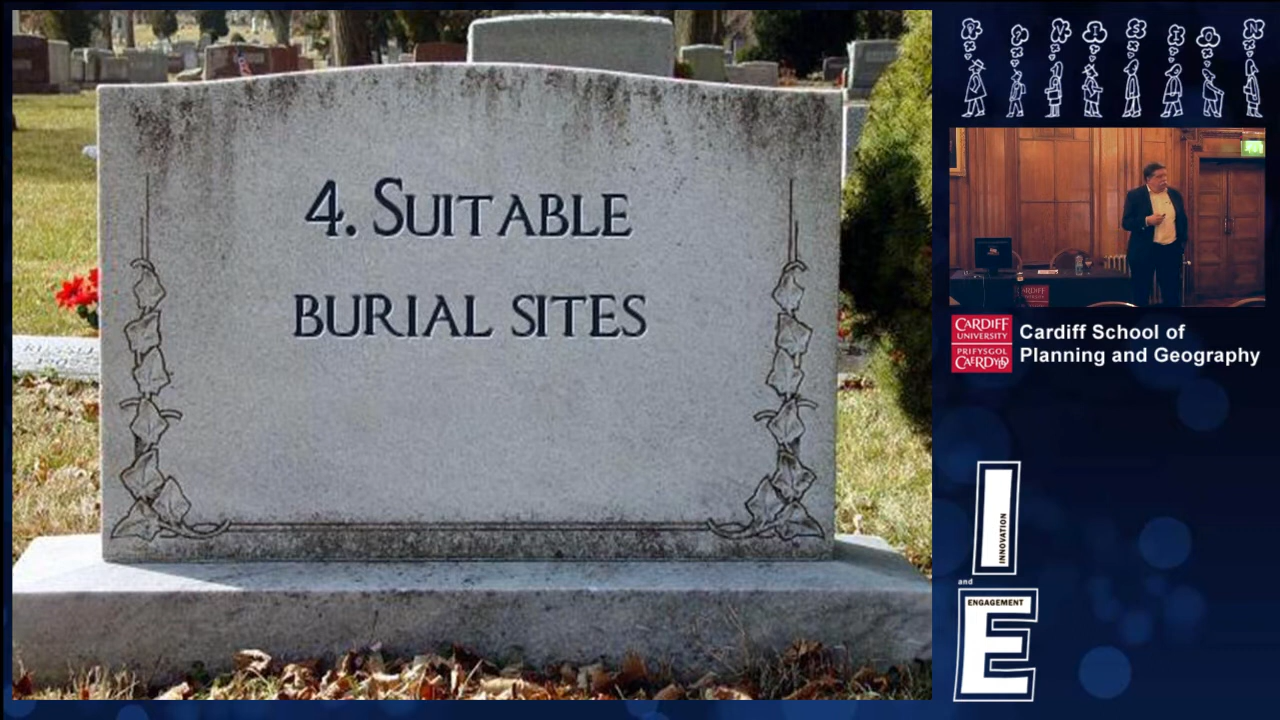 4. SUITABLE
BURIAL SITES
CARDIFF
UNIVERSITY
PRIFYSGOL
CAERDYDD
Cardiff School of
Planning and Geography
I
INNOVATION
and
ENGAGEMENT
E